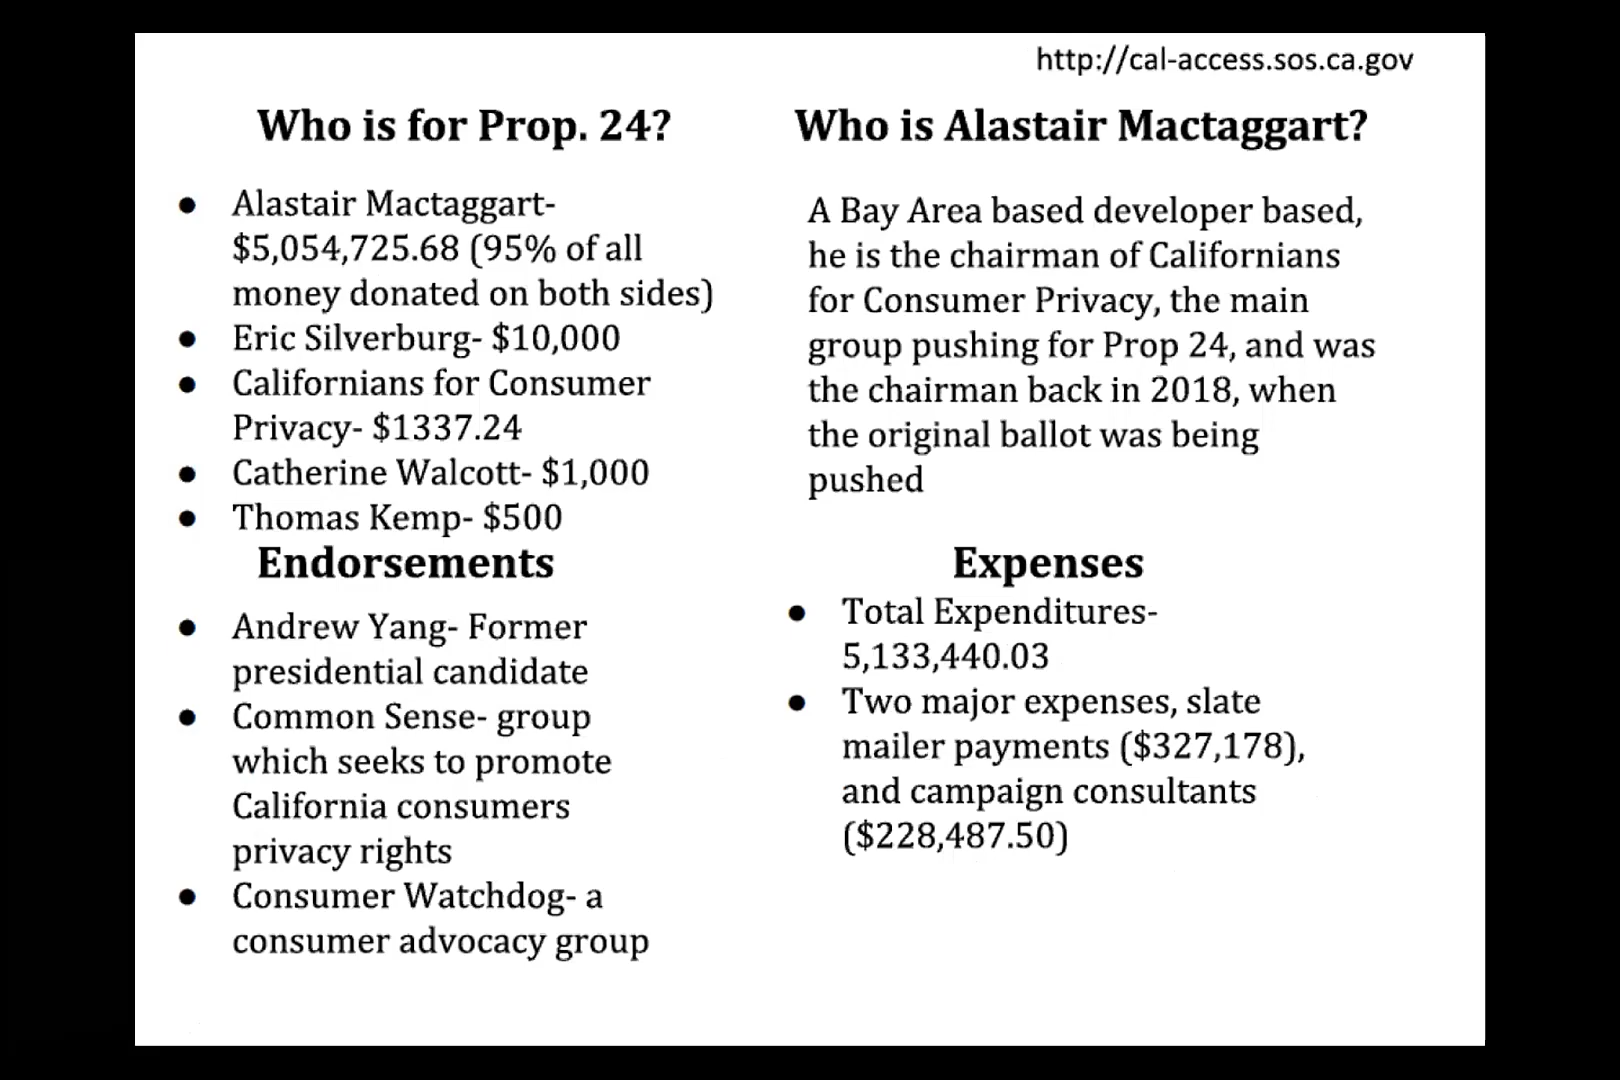 http://cal-access.sos.ca.gov
Who is for Prop. 24?
● Alastair Mactaggart-
$5,054,725.68 (95% of all
money donated on both sides)
● Eric Silverburg- $10,000
● Californians for Consumer
Privacy- $1337.24
● Catherine Walcott- $1,000
● Thomas Kemp- $500
Endorsements
● Andrew Yang- Former
presidential candidate
● Common Sense- group
which seeks to promote
California consumers
privacy rights
● Consumer Watchdog- a
consumer advocacy group
Who is Alastair Mactaggart?
A Bay Area based developer based,
he is the chairman of Californians
for Consumer Privacy, the main
group pushing for Prop 24, and was
the chairman back in 2018, when
the original ballot was being
pushed
Expenses
● Total Expenditures-
5,133,440.03
● Two major expenses, slate
mailer payments ($327,178),
and campaign consultants
($228,487.50)